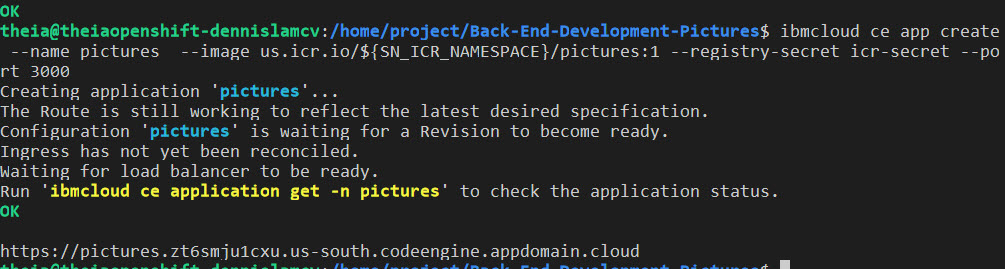 OK
theia@theiaopenshift-dennislamcv:/home/project/Back-End-Development-Pictures$ ibmcloud ce app create
 --name pictures  --image us.icr.io/${SN_ICR_NAMESPACE}/pictures:1 --registry-secret icr-secret --po
rt 3000
Creating application 'pictures'...
The Route is still working to reflect the latest desired specification.
Configuration 'pictures' is waiting for a Revision to become ready.
Ingress has not yet been reconciled.
Waiting for load balancer to be ready.
Run 'ibmcloud ce application get -n pictures' to check the application status.
OK
https://pictures.zt6smju1cxu.us-south.codeengine.appdomain.cloud
theia@theiaopenshift-dennislamcv:/home/project/Back-End-Development-Pictures$